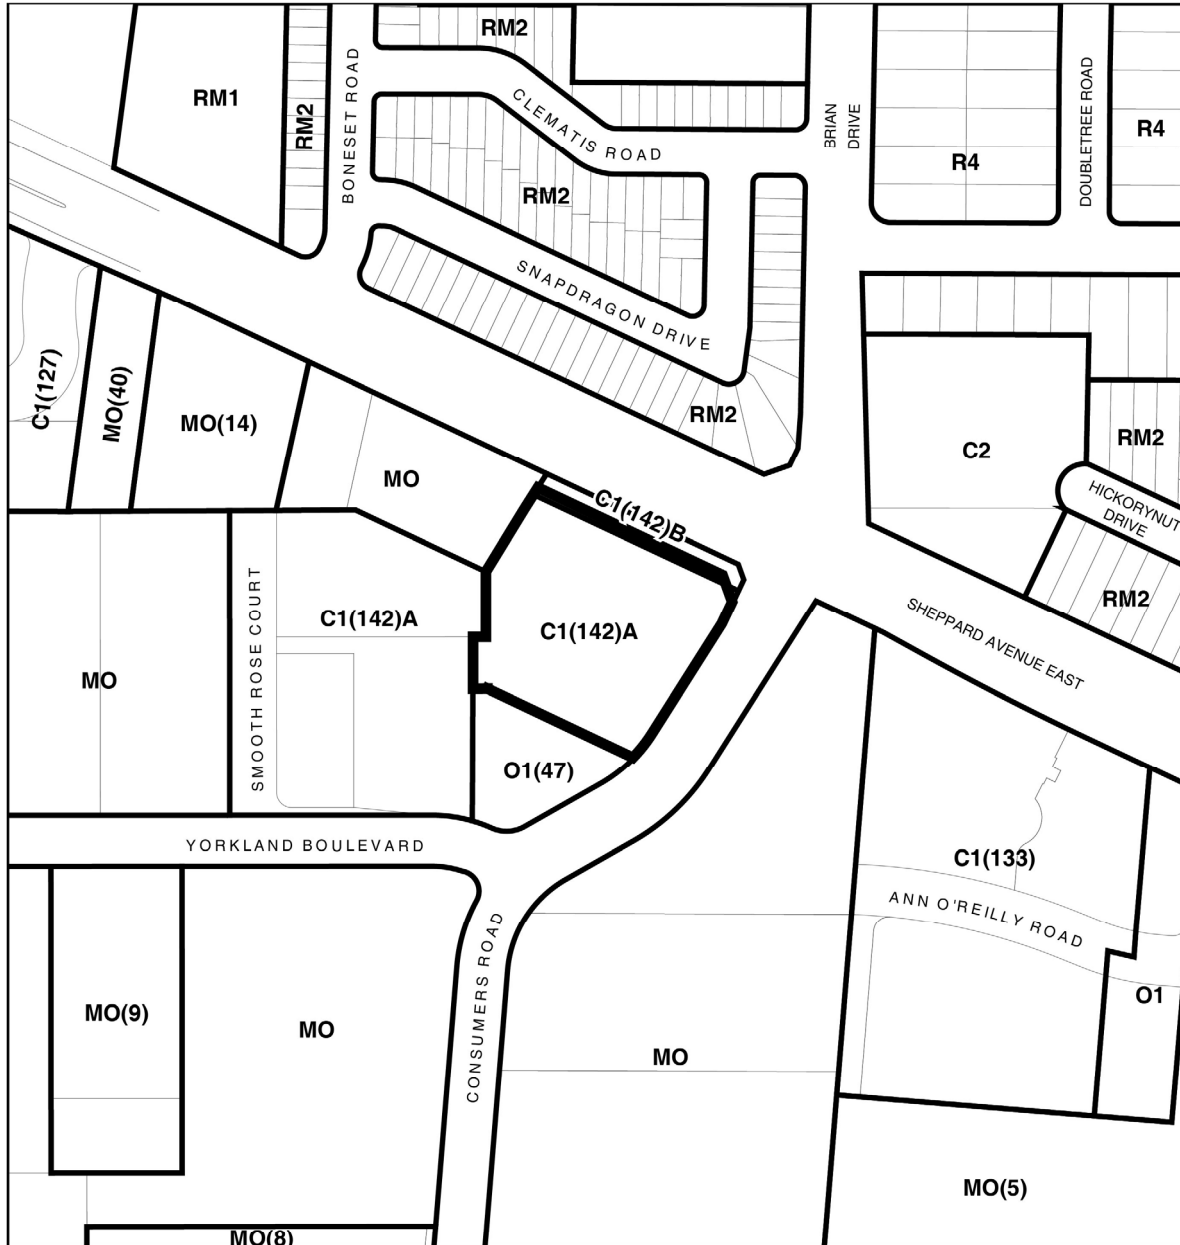 RM2
RM1
RM2
BONESET ROAD
CLEMATIS ROAD
BRIAN
DRIVE
DOUBLETREE ROAD
R4
R4
RM2
SNAPDRAGON DRIVE
C1(127)
MO(40)
MO(14)
RM2
C2
RM2
MO
HICKORYNUT
DRIVE
C1(142)B
SMOOTH ROSE COURT
C1(142)A
C1(142)A
RM2
SHEPPARD AVENUE EAST
MO
O1(47)
YORKLAND BOULEVARD
C1(133)
ANN O'REILLY ROAD
CONSUMERS ROAD
O1
MO(9)
MO
MO
MO(5)
MO(8)